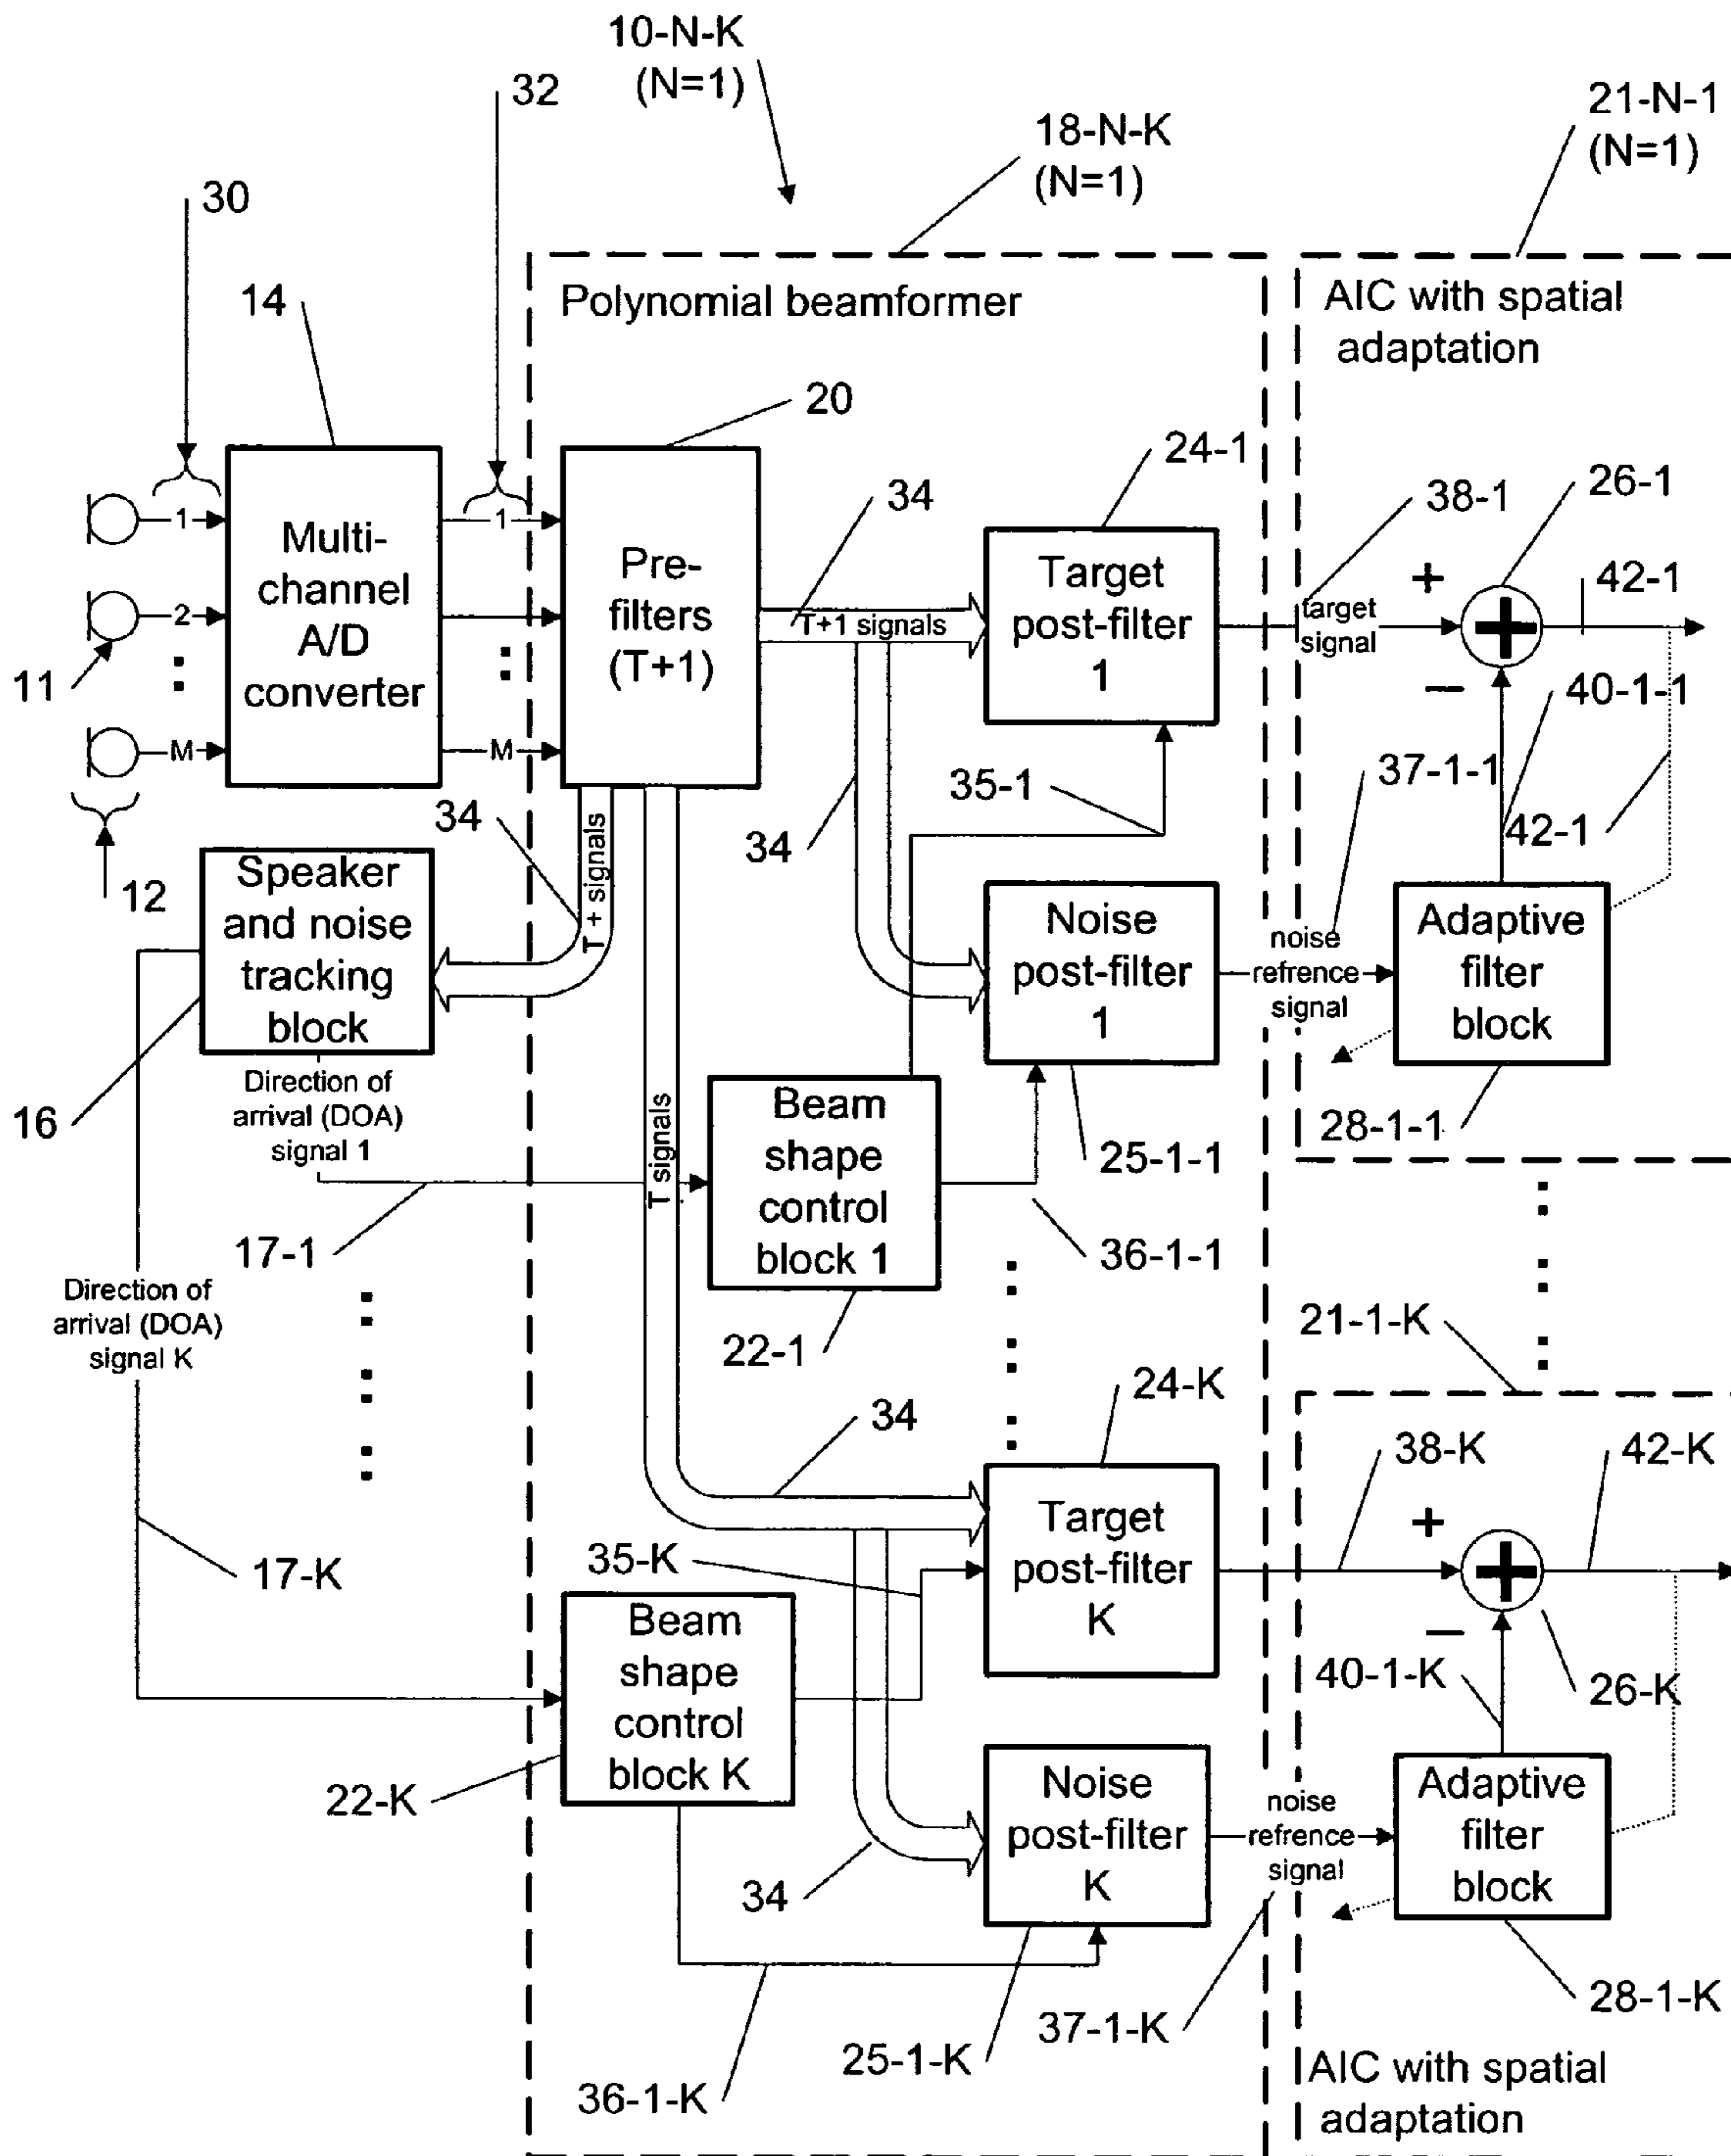 10-N-K
(N=1)
32
18-N-K
(N=1)
21-N-1
(N=1)
30
14
Polynomial beamformer
AIC with spatial
adaptation
20
24-1
34
38-1
26-1
1
2
M
11
12
Multi-
channel
A/D
converter
1
M
Pre-
filters
(T+1)
T+1 signals
Target
post-filter
1
target
signal
+
+
−
42-1
40-1-1
37-1-1
42-1
35-1
34
34
T + signals
Speaker
and noise
tracking
block
16
Direction of
arrival (DOA)
signal 1
17-1
Noise
post-filter
1
noise
refrence
signal
Adaptive
filter
block
28-1-1
25-1-1
36-1-1
T signals
Beam
shape
control
block 1
22-1
Direction of
arrival (DOA)
signal K
17-K
21-1-K
24-K
34
38-K
42-K
Target
post-filter
K
+
+
−
35-K
40-1-K
26-K
Beam
shape
control
block K
22-K
34
Noise
post-filter
K
noise
refrence
signal
Adaptive
filter
block
28-1-K
37-1-K
25-1-K
36-1-K
AIC with spatial
adaptation